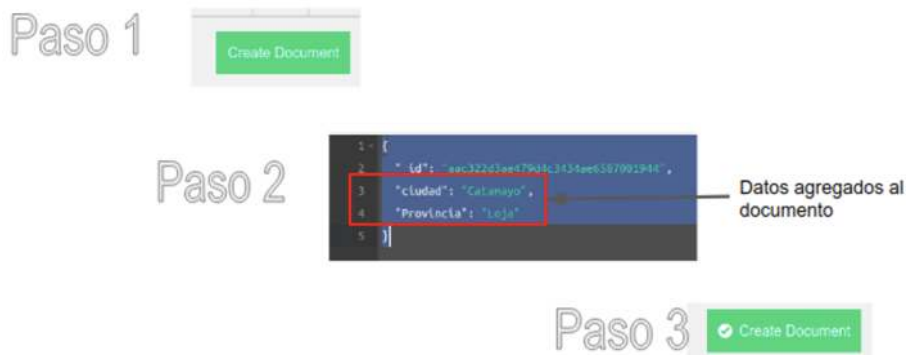 Paso 1
Create Document
Paso 2
1 {
2 "_id": "aac322d3ae479d4c3434ae6587001944",
3 "ciudad": "Catamayo",
4 "Provincia": "Loja"
5 }
Datos agregados al
documento
Paso 3
Create Document